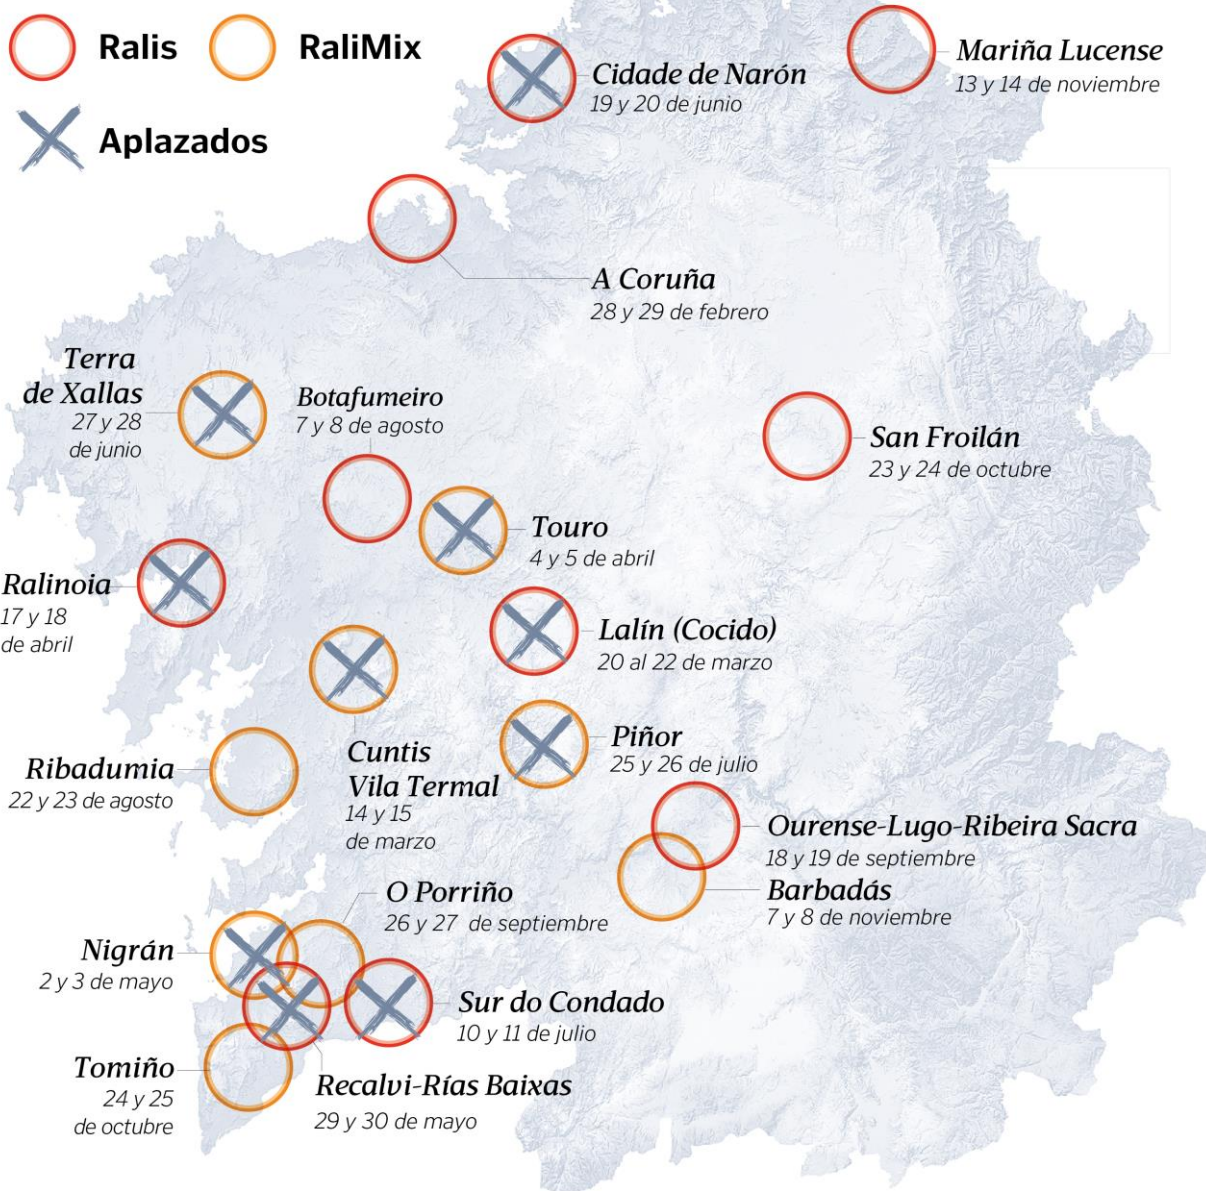 Ralis
RaliMix
Aplazados
Cidade de Narón
19 y 20 de junio
Mariña Lucense
13 y 14 de noviembre
A Coruña
28 y 29 de febrero
Terra
de Xallas
27 y 28
de junio
Botafumeiro
7 y 8 de agosto
San Froilán
23 y 24 de octubre
Touro
4 y 5 de abril
Ralinoia
17 y 18
de abril
Lalín (Cocido)
20 al 22 de marzo
Cuntis
Vila Termal
14 y 15
de marzo
Piñor
25 y 26 de julio
Ribadumia
22 y 23 de agosto
Ourense-Lugo-Ribeira Sacra
18 y 19 de septiembre
Barbadás
7 y 8 de noviembre
O Porriño
26 y 27 de septiembre
Nigrán
2 y 3 de mayo
Sur do Condado
10 y 11 de julio
Tomiño
24 y 25
de octubre
Recalvi-Rías Baixas
29 y 30 de mayo